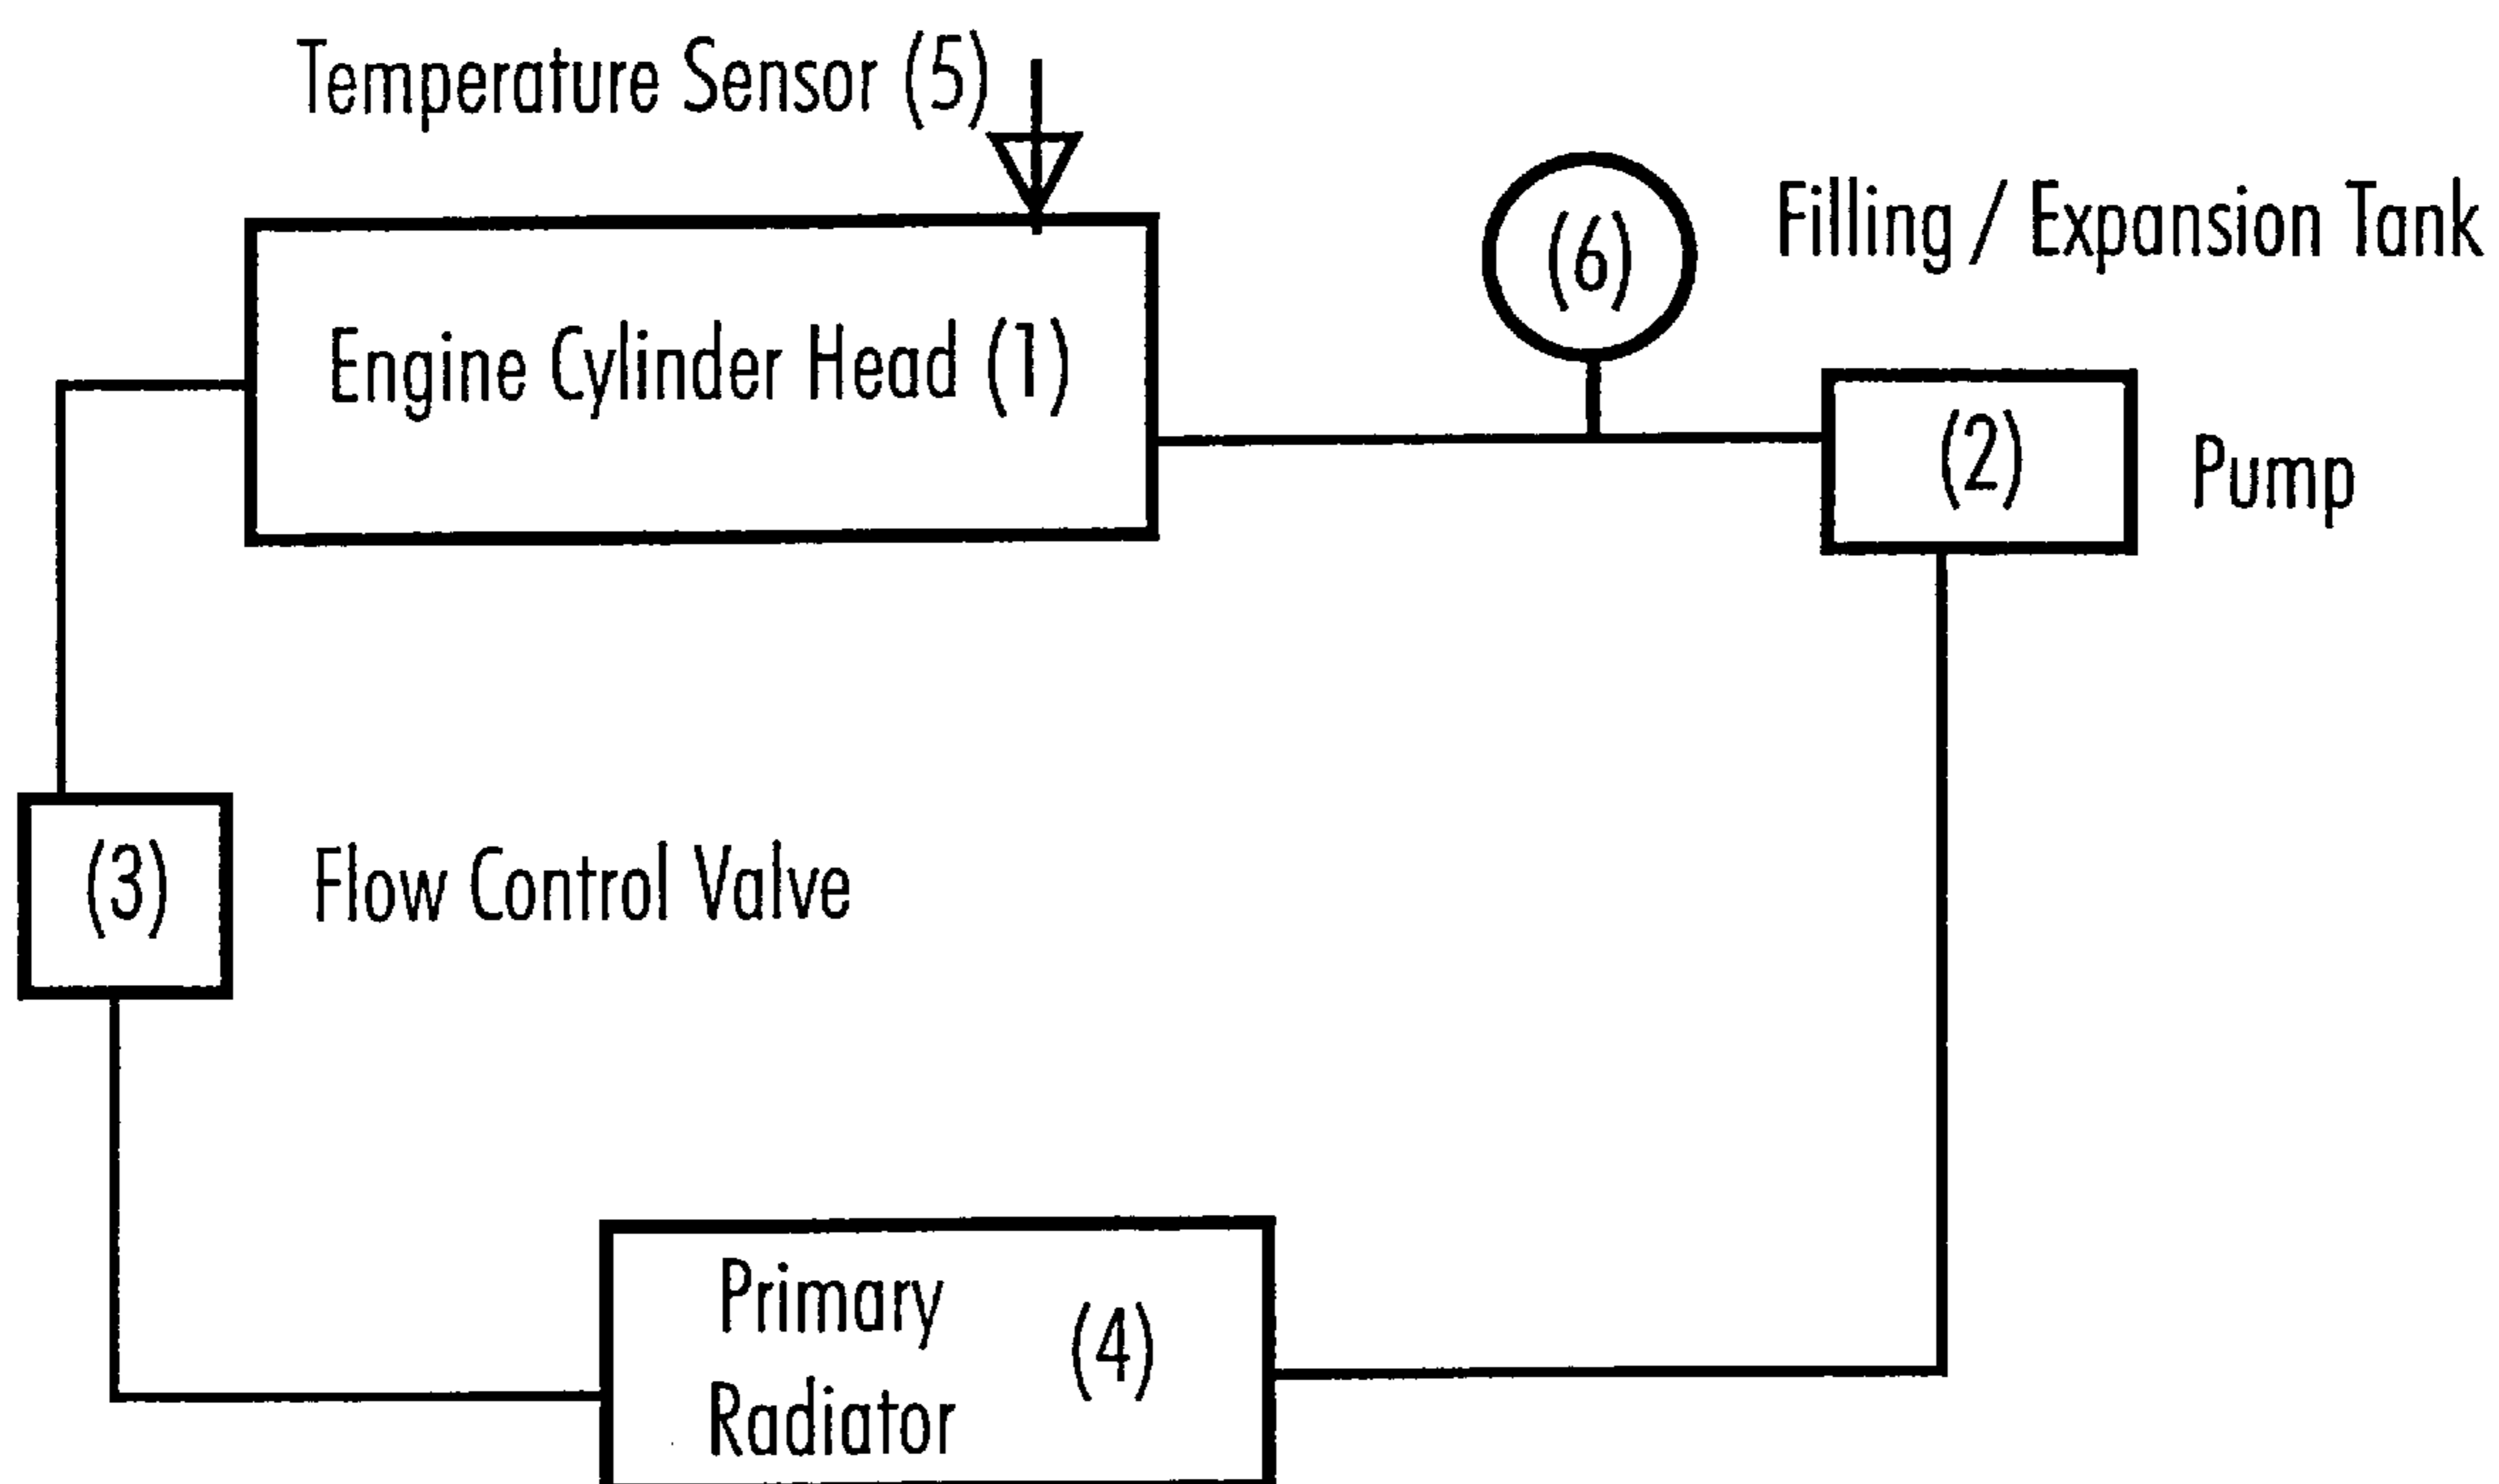 Temperature Sensor (5)
(6)
Filling / Expansion Tank
Engine Cylinder Head (1)
(2)
Pump
(3)
Flow Control Valve
Primary
(4)
Radiator